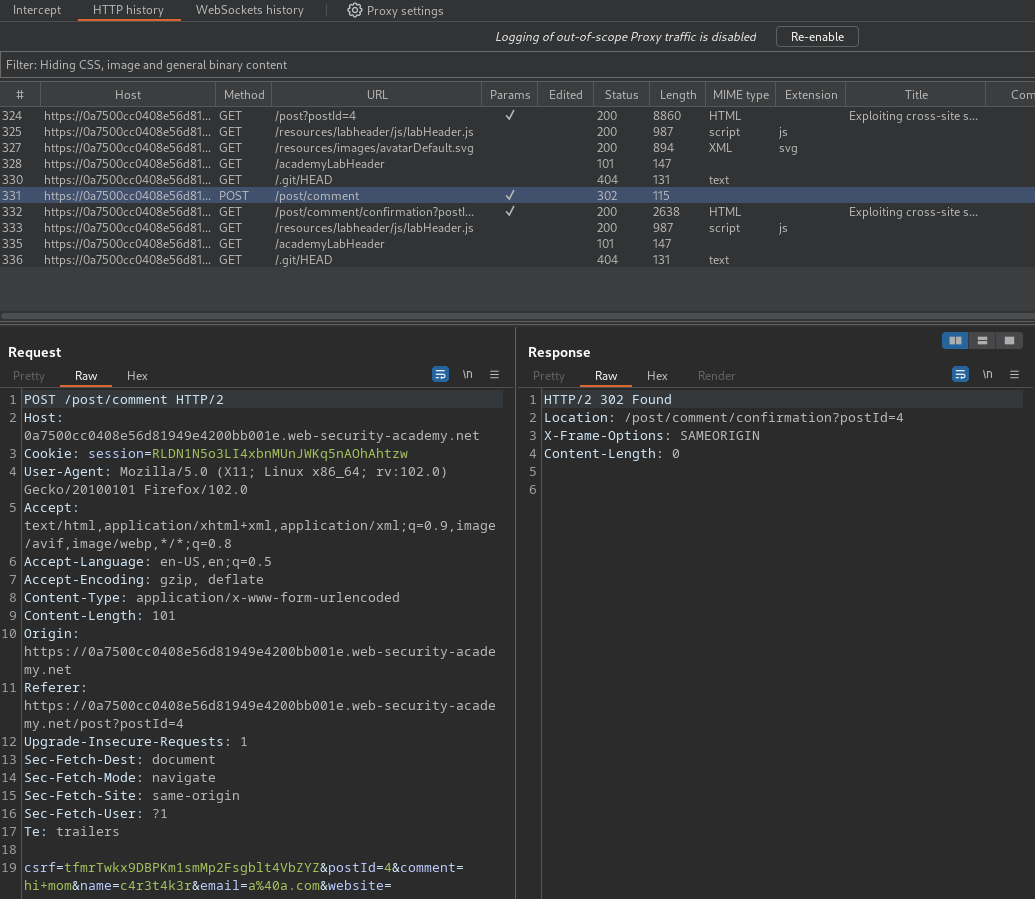 Intercept HTTP history WebSockets history Proxy settings
Logging of out-of-scope Proxy traffic is disabled Re-enable
Filter: Hiding CSS, image and general binary content
# Host Method URL Params Edited Status Length MIME type Extension Title Com
324 https://0a7500cc0408e56d81... GET /post?postId=4 ✓ 200 8860 HTML Exploiting cross-site s...
325 https://0a7500cc0408e56d81... GET /resources/labheader/js/labHeader.js 200 987 script js
327 https://0a7500cc0408e56d81... GET /resources/images/avatarDefault.svg 200 894 XML svg
328 https://0a7500cc0408e56d81... GET /academyLabHeader 101 147
330 https://0a7500cc0408e56d81... GET /.git/HEAD 404 131 text
331 https://0a7500cc0408e56d81... POST /post/comment ✓ 302 115
332 https://0a7500cc0408e56d81... GET /post/comment/confirmation?postI... ✓ 200 2638 HTML Exploiting cross-site s...
333 https://0a7500cc0408e56d81... GET /resources/labheader/js/labHeader.js 200 987 script js
335 https://0a7500cc0408e56d81... GET /academyLabHeader 101 147
336 https://0a7500cc0408e56d81... GET /.git/HEAD 404 131 text
Request
Pretty Raw Hex \n
1 POST /post/comment HTTP/2
2 Host:
0a7500cc0408e56d81949e4200bb001e.web-security-academy.net
3 Cookie: session=RLDN1N5o3LI4xbnMUnJWKq5nAOhAhtzw
4 User-Agent: Mozilla/5.0 (X11; Linux x86_64; rv:102.0)
Gecko/20100101 Firefox/102.0
5 Accept:
text/html,application/xhtml+xml,application/xml;q=0.9,image
/avif,image/webp,*/*;q=0.8
6 Accept-Language: en-US,en;q=0.5
7 Accept-Encoding: gzip, deflate
8 Content-Type: application/x-www-form-urlencoded
9 Content-Length: 101
10 Origin:
https://0a7500cc0408e56d81949e4200bb001e.web-security-acade
my.net
11 Referer:
https://0a7500cc0408e56d81949e4200bb001e.web-security-acade
my.net/post?postId=4
12 Upgrade-Insecure-Requests: 1
13 Sec-Fetch-Dest: document
14 Sec-Fetch-Mode: navigate
15 Sec-Fetch-Site: same-origin
16 Sec-Fetch-User: ?1
17 Te: trailers
18
19 csrf=tfmrTwkx9DBPKm1smMp2Fsgblt4VbZYZ&postId=4&comment=
hi+mom&name=c4r3t4k3r&email=a%40a.com&website=
Response
Pretty Raw Hex Render \n
1 HTTP/2 302 Found
2 Location: /post/comment/confirmation?postId=4
3 X-Frame-Options: SAMEORIGIN
4 Content-Length: 0
5
6